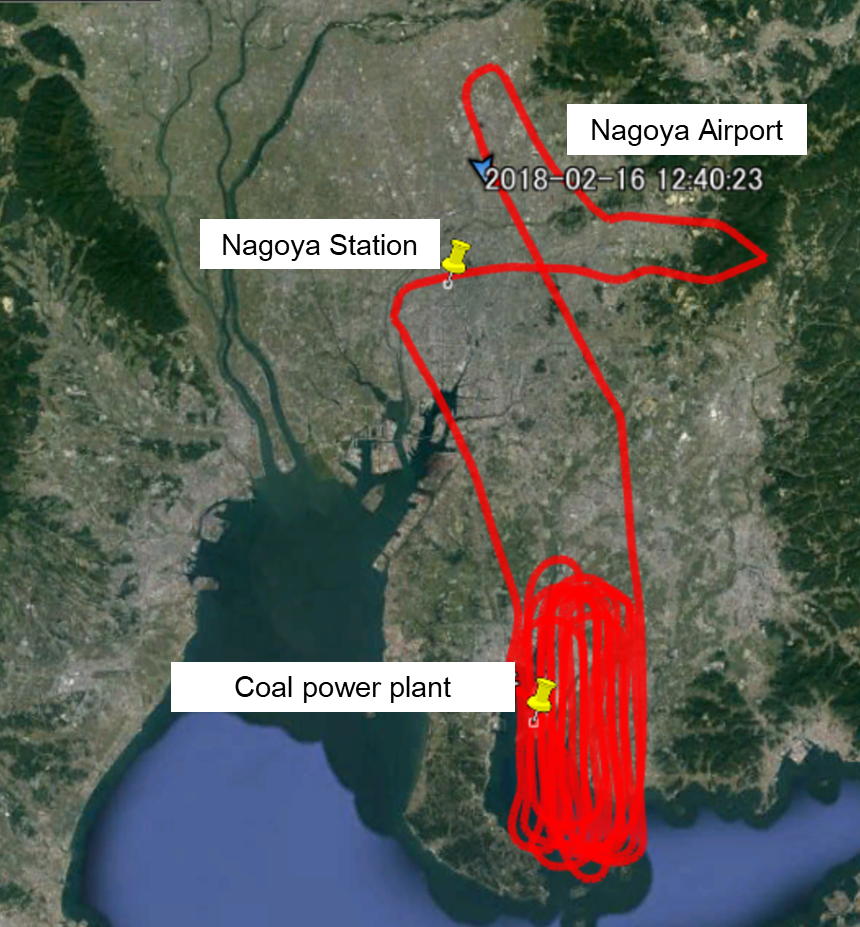 Nagoya Airport
2018-02-16 12:40:23
Nagoya Station
Coal power plant